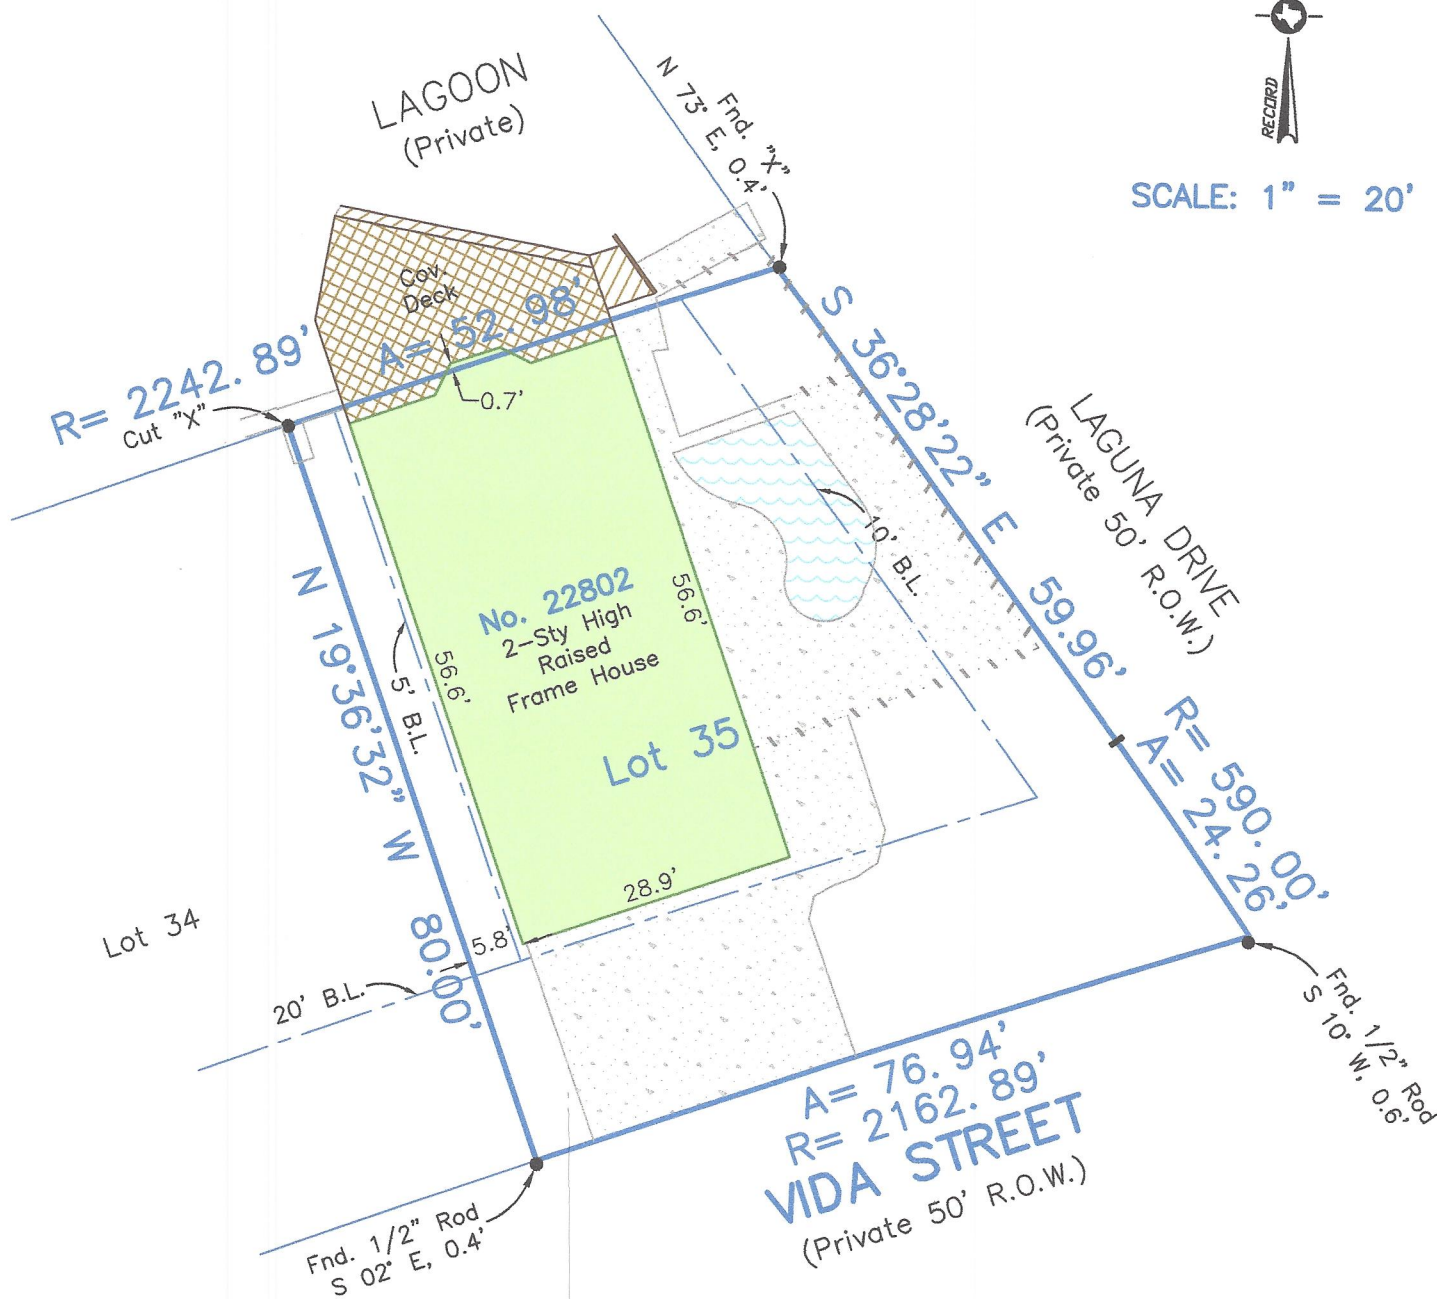 LAGOON
(Private)
N 73° E, 0.4'
Fnd. "X"
RECORD
SCALE: 1" = 20'
Cov.
Deck
R= 2242.89'
A= 52.98'
Cut "X"
0.7'
S 36°28'22" E 59.96'
LAGUNA DRIVE
(Private 50' R.O.W.)
10' B.L.
N 19°36'32" W 80.00'
5' B.L.
56.6'
No. 22802
2-Sty High
Raised
Frame House
56.6'
Lot 35
R= 590.00'
A= 24.26'
28.9'
5.8'
Lot 34
20' B.L.
Fnd. 1/2" Rod
S 10° W, 0.6'
A= 76.94'
R= 2162.89'
VIDA STREET
(Private 50' R.O.W.)
Fnd. 1/2" Rod
S 02° E, 0.4'